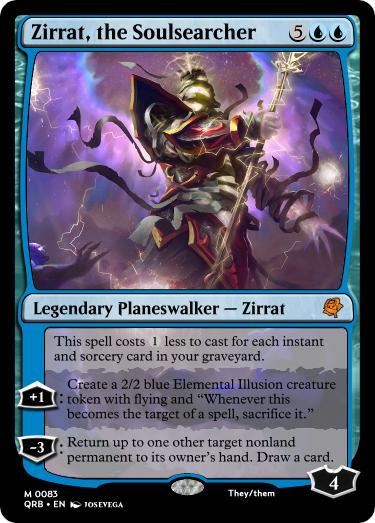 Zirrat, the Soulsearcher 5
Legendary Planeswalker — Zirrat
This spell costs 1 less to cast for each instant
and sorcery card in your graveyard.
+1: Create a 2/2 blue Elemental Illusion creature
token with flying and “Whenever this
becomes the target of a spell, sacrifice it.”
-3: Return up to one other target nonland
permanent to its owner's hand. Draw a card.
4
M 0083
QRB • EN JOSEVEGA
They/them